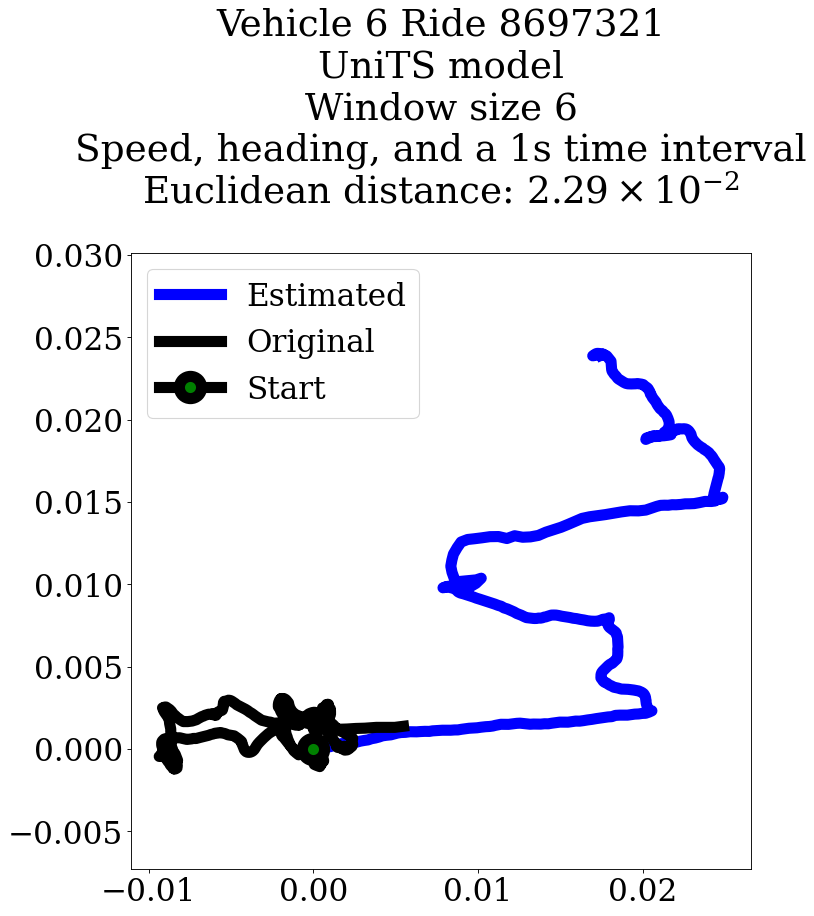 Vehicle 6 Ride 8697321
UniTS model
Window size 6
Speed, heading, and a 1s time interval
Euclidean distance: 2.29 × 10⁻²
0.030
Estimated
Original
Start
0.025
0.020
0.015
0.010
0.005
0.000
−0.005
−0.01 0.00 0.01 0.02